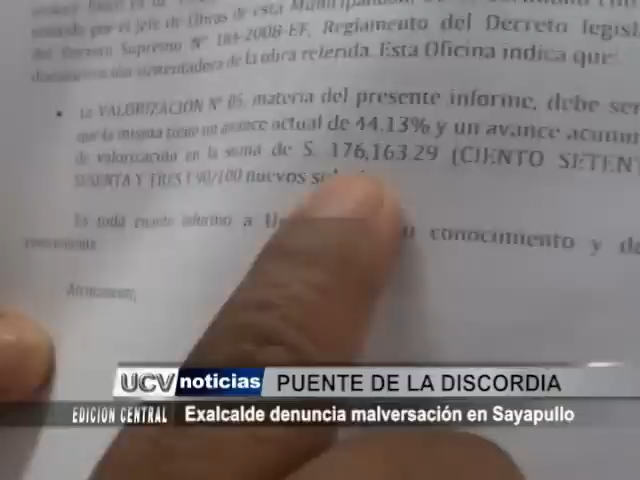 emitido por el jefe de Obras de esta
del Decreto Supremo N° 184-2008-EF, Reglamento del Decreto legisl
sustentadora de la obra referida. Esta Oficina indica que:
• La VALORIZACION N° 05, materia del presente informe, debe ser
que la misma tiene un avance actual de 44.13% y un avance acum
de valorización en la suma de S. 176,163.29 (CIENTO SETEN
SESENTA Y TRES 90/100 nuevos
Es todo cuanto informo a U
conocimiento y de
Atentamente,
UCV noticias PUENTE DE LA DISCORDIA
EDICION CENTRAL Exalcalde denuncia malversación en Sayapullo